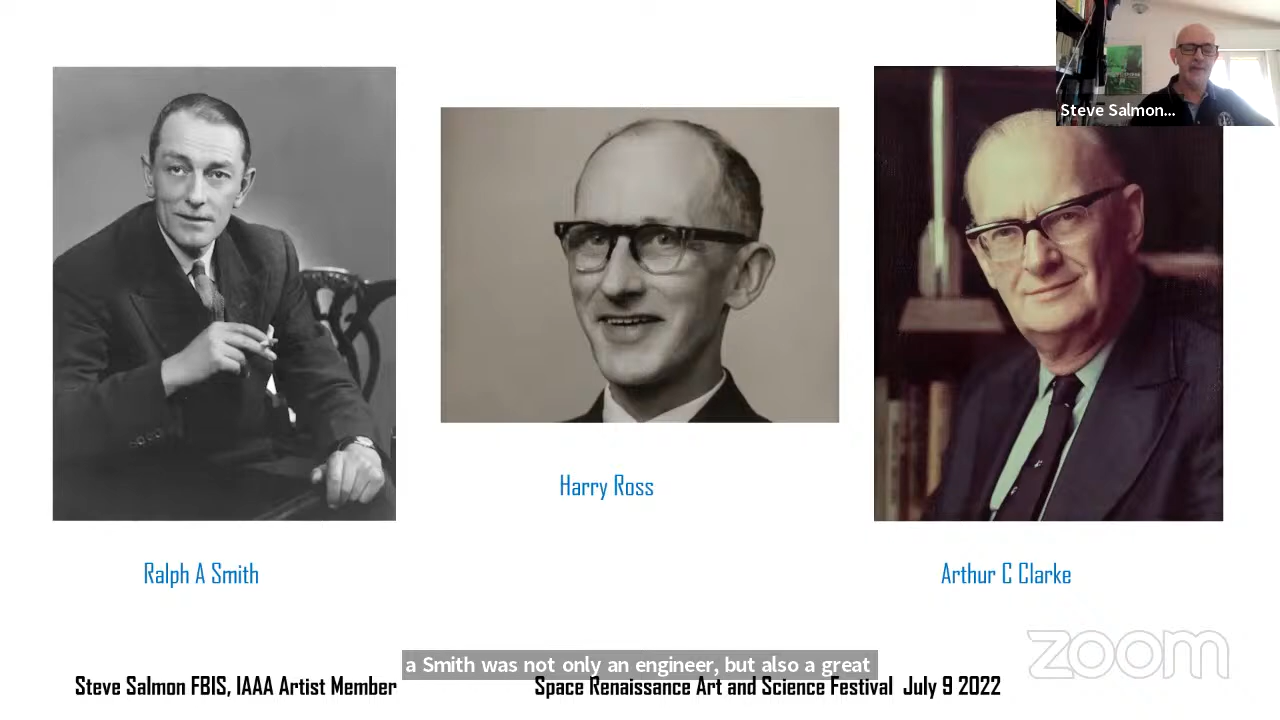 Steve Salmon...
Harry Ross
Ralph A Smith
Arthur C Clarke
zoom
a Smith was not only an engineer, but also a great
Steve Salmon FBIS, IAAA Artist Member
Space Renaissance Art and Science Festival July 9 2022